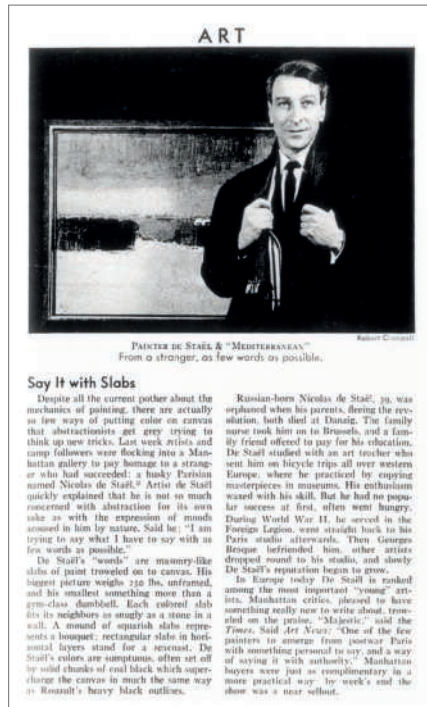 ART
Robert Crompall
PAINTER DE STAËL & "MEDITERRANEAN"
From a stranger, as few words as possible.
Say It with Slabs
Despite all the current pother about the
mechanics of painting, there are actually
so few ways of putting color on canvas
that abstractionists get grey trying to
think up new tricks. Last week artists and
camp followers were flocking into a Man-
hattan gallery to pay homage to a strang-
er who had succeeded: a husky Parisian
named Nicolas de Staël.* Artist de Staël
quickly explained that he is not so much
concerned with abstraction for its own
sake as with the expression of moods
aroused in him by nature. Said he: "I am
trying to say what I have to say with as
few words as possible."
De Staël's "words" are masonry-like
slabs of paint troweled on to canvas. His
biggest picture weighs 250 lbs. unframed,
and his smallest something more than a
gym-class dumbbell. Each colored slab
fits its neighbors as snugly as a stone in a
wall. A mound of squarish slabs repre-
sents a bouquet; rectangular slabs in hori-
zontal layers stand for a seacoast. De
Staël's colors are sumptuous, often set off
by solid chunks of coal black which super-
charge the canvas in much the same way
as Rouault's heavy black outlines.
Russian-born Nicolas de Staël, 39, was
orphaned when his parents, fleeing the rev-
olution, both died at Danzig. The family
nurse took him on to Brussels, and a fam-
ily friend offered to pay for his education.
De Staël studied with an art teacher who
sent him on bicycle trips all over western
Europe, where he practiced by copying
masterpieces in museums. His enthusiasm
waxed with his skill. But he had no popu-
lar success at first, often went hungry.
During World War II, he served in the
Foreign Legion, went straight back to his
Paris studio afterwards. Then Georges
Braque befriended him, other artists
dropped round to his studio, and slowly
De Staël's reputation began to grow.
In Europe today De Staël is ranked
among the most important "young" art-
ists. Manhattan critics, pleased to have
something really new to write about, trow-
eled on the praise. "Majestic," said the
Times. Said Art News: "One of the few
painters to emerge from postwar Paris
with something personal to say, and a way
of saying it with authority." Manhattan
buyers were just as complimentary in a
more practical way: by week's end the
show was a near sellout.